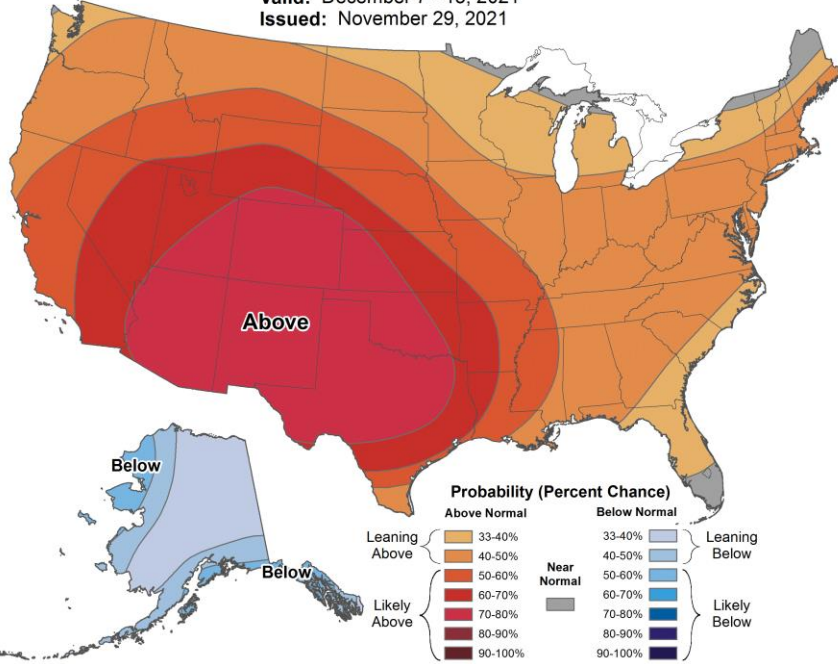 Issued: November 29, 2021
Above
Below
Below
Probability (Percent Chance)
Above Normal
Below Normal
Leaning
Above
33-40%
40-50%
Likely
Above
50-60%
60-70%
70-80%
80-90%
90-100%
Near
Normal
33-40%
40-50%
Leaning
Below
50-60%
60-70%
70-80%
80-90%
90-100%
Likely
Below